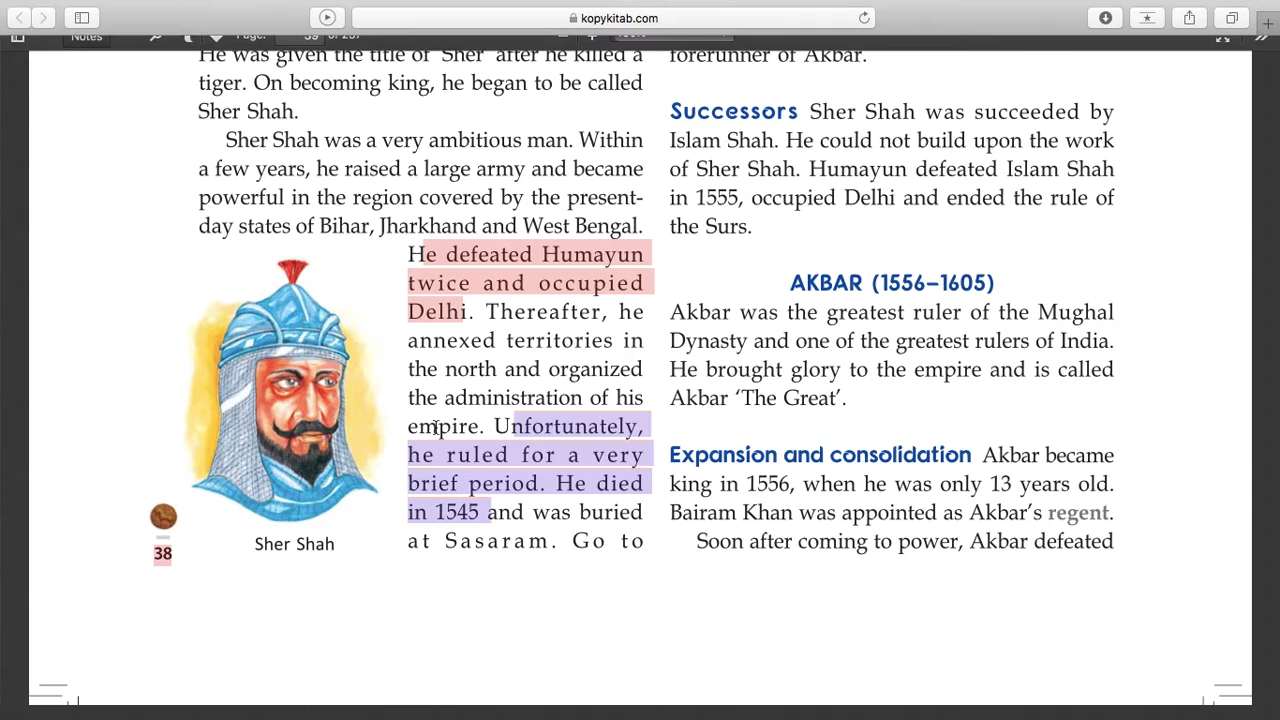 kopykitab.com
Notes
Page:
He was given the title of 'Sher' after he killed a
tiger. On becoming king, he began to be called
Sher Shah.
Sher Shah was a very ambitious man. Within
a few years, he raised a large army and became
powerful in the region covered by the present-
day states of Bihar, Jharkhand and West Bengal.
He defeated Humayun
twice and occupied
Delhi. Thereafter, he
annexed territories in
the north and organized
the administration of his
empire. Unfortunately,
he ruled for a very
brief period. He died
in 1545 and was buried
at Sasaram. Go to
Sher Shah
38
forerunner of Akbar.
Successors Sher Shah was succeeded by
Islam Shah. He could not build upon the work
of Sher Shah. Humayun defeated Islam Shah
in 1555, occupied Delhi and ended the rule of
the Surs.
AKBAR (1556–1605)
Akbar was the greatest ruler of the Mughal
Dynasty and one of the greatest rulers of India.
He brought glory to the empire and is called
Akbar 'The Great'.
Expansion and consolidation Akbar became
king in 1556, when he was only 13 years old.
Bairam Khan was appointed as Akbar's regent.
Soon after coming to power, Akbar defeated